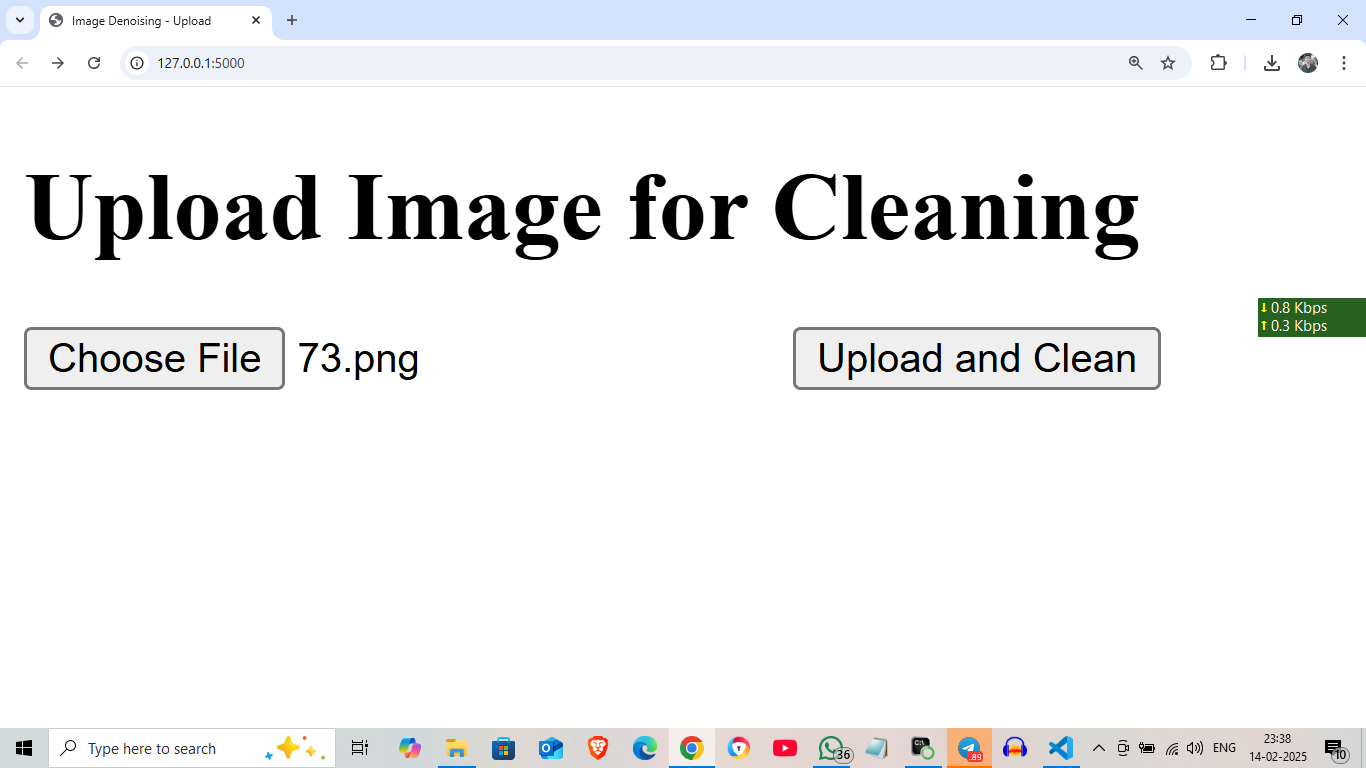 Image Denoising - Upload
127.0.0.1:5000
Upload Image for Cleaning
Choose File 73.png Upload and Clean
0.8 Kbps
0.3 Kbps
Type here to search
36
.89
ENG
23:38
14-02-2025
10